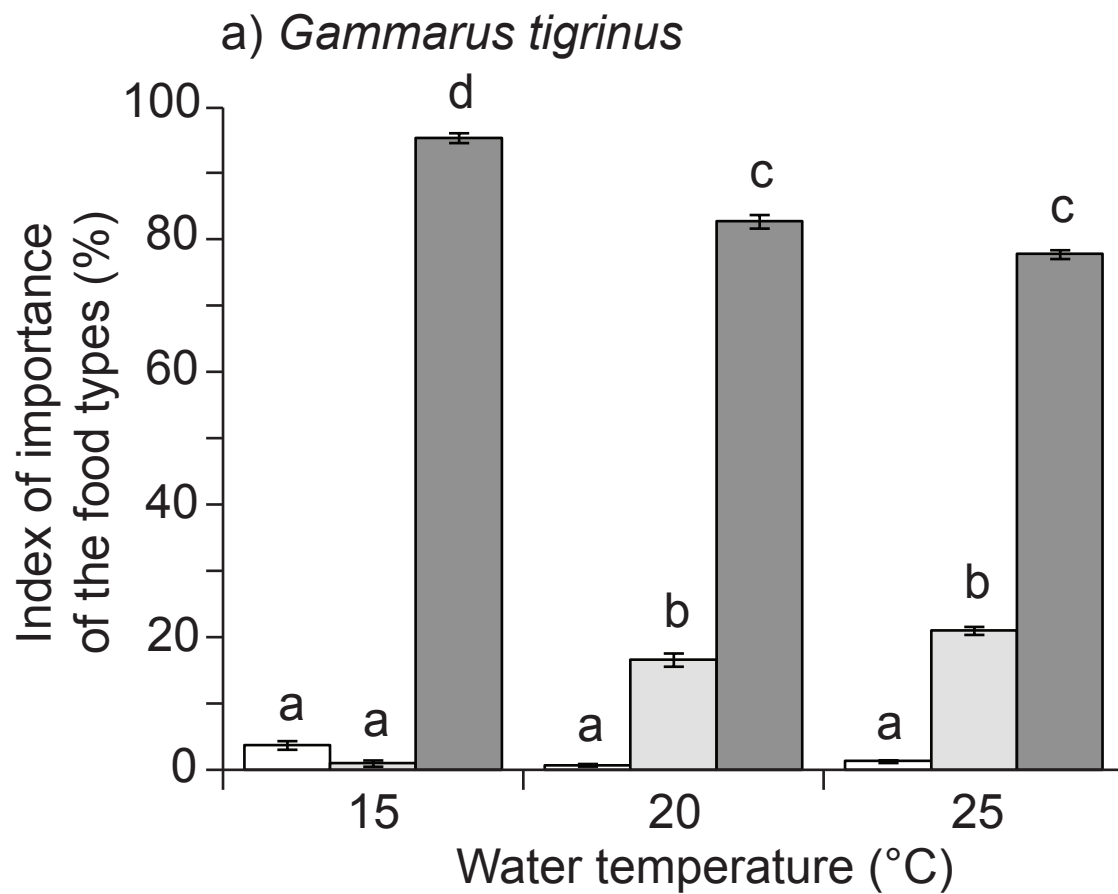 a) Gammarus tigrinus
Index of importance
of the food types (%)
100
80
60
40
20
0
a
a
d
a
b
c
a
b
c
15
20
25
Water temperature (°C)